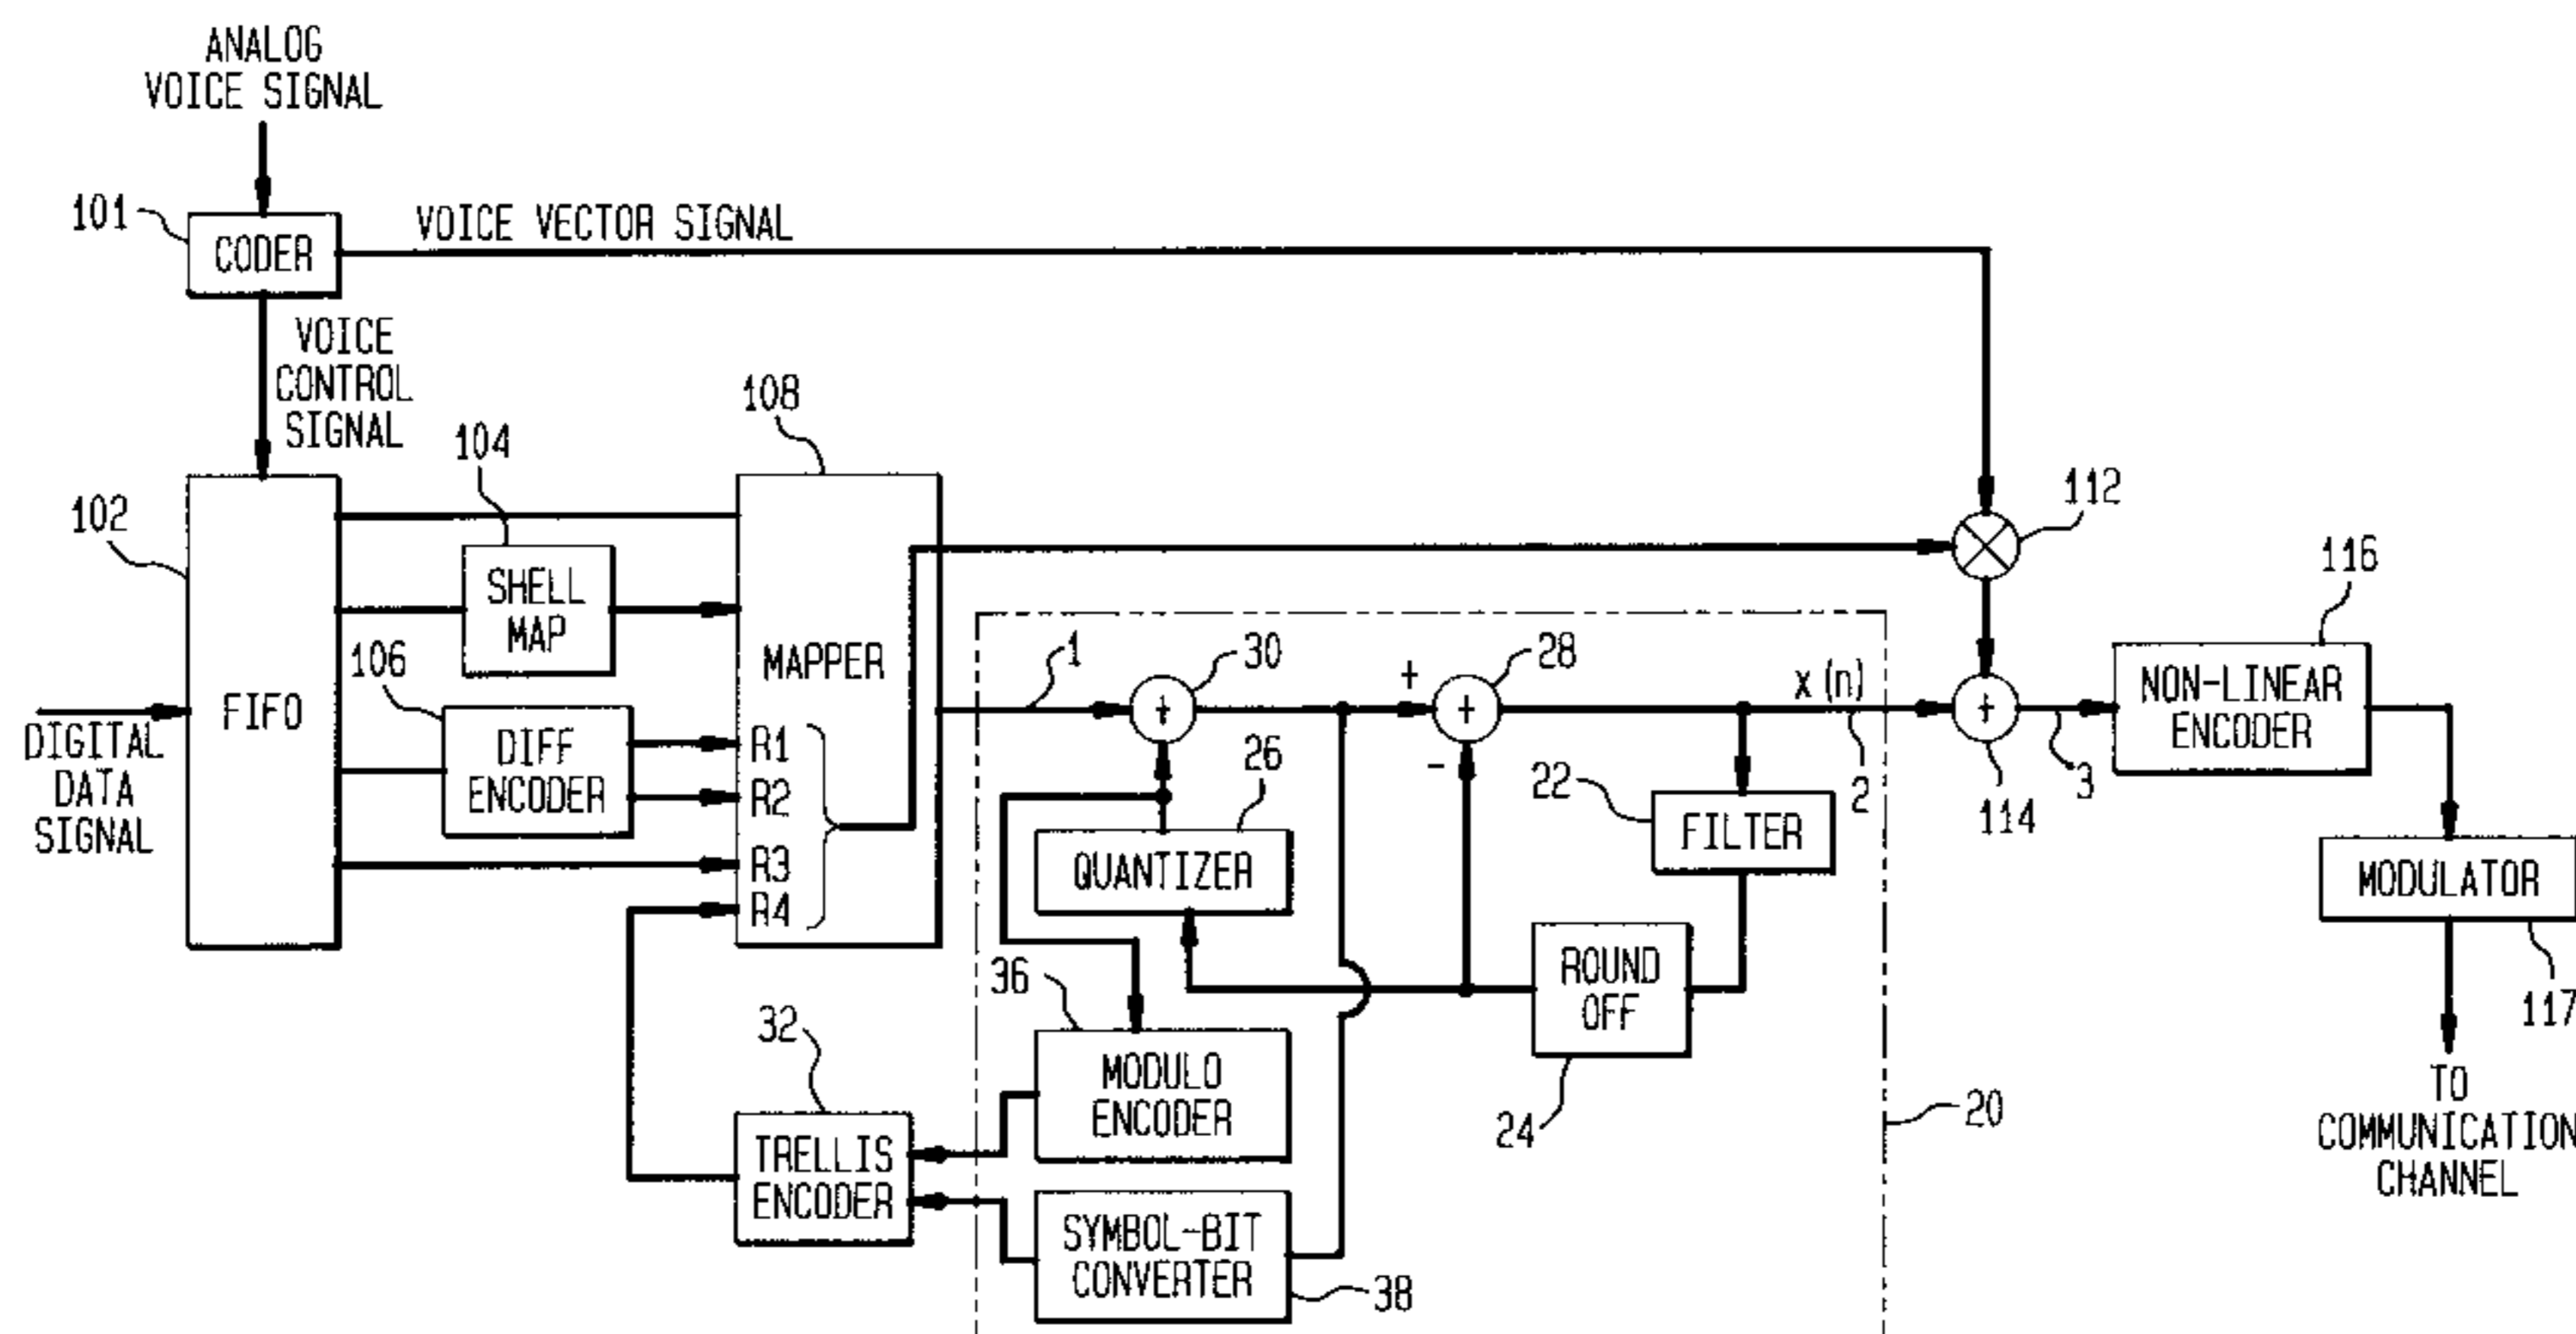 ANALOG
VOICE SIGNAL
101
CODER
VOICE VECTOR SIGNAL
VOICE
CONTROL
SIGNAL
108
104
102
112
SHELL
MAP
116
106
MAPPER
1
30
+
28
x (n)
NON-LINEAR
ENCODER
FIFO
+
+
+
DIGITAL
DATA
SIGNAL
DIFF
ENCODER
R1
R2
26
-
22
2
3
114
FILTER
QUANTIZER
R3
R4
MODULATOR
36
ROUND
OFF
117
32
MODULO
ENCODER
24
20
TO
COMMUNICATION
CHANNEL
TRELLIS
ENCODER
SYMBOL-BIT
CONVERTER
38